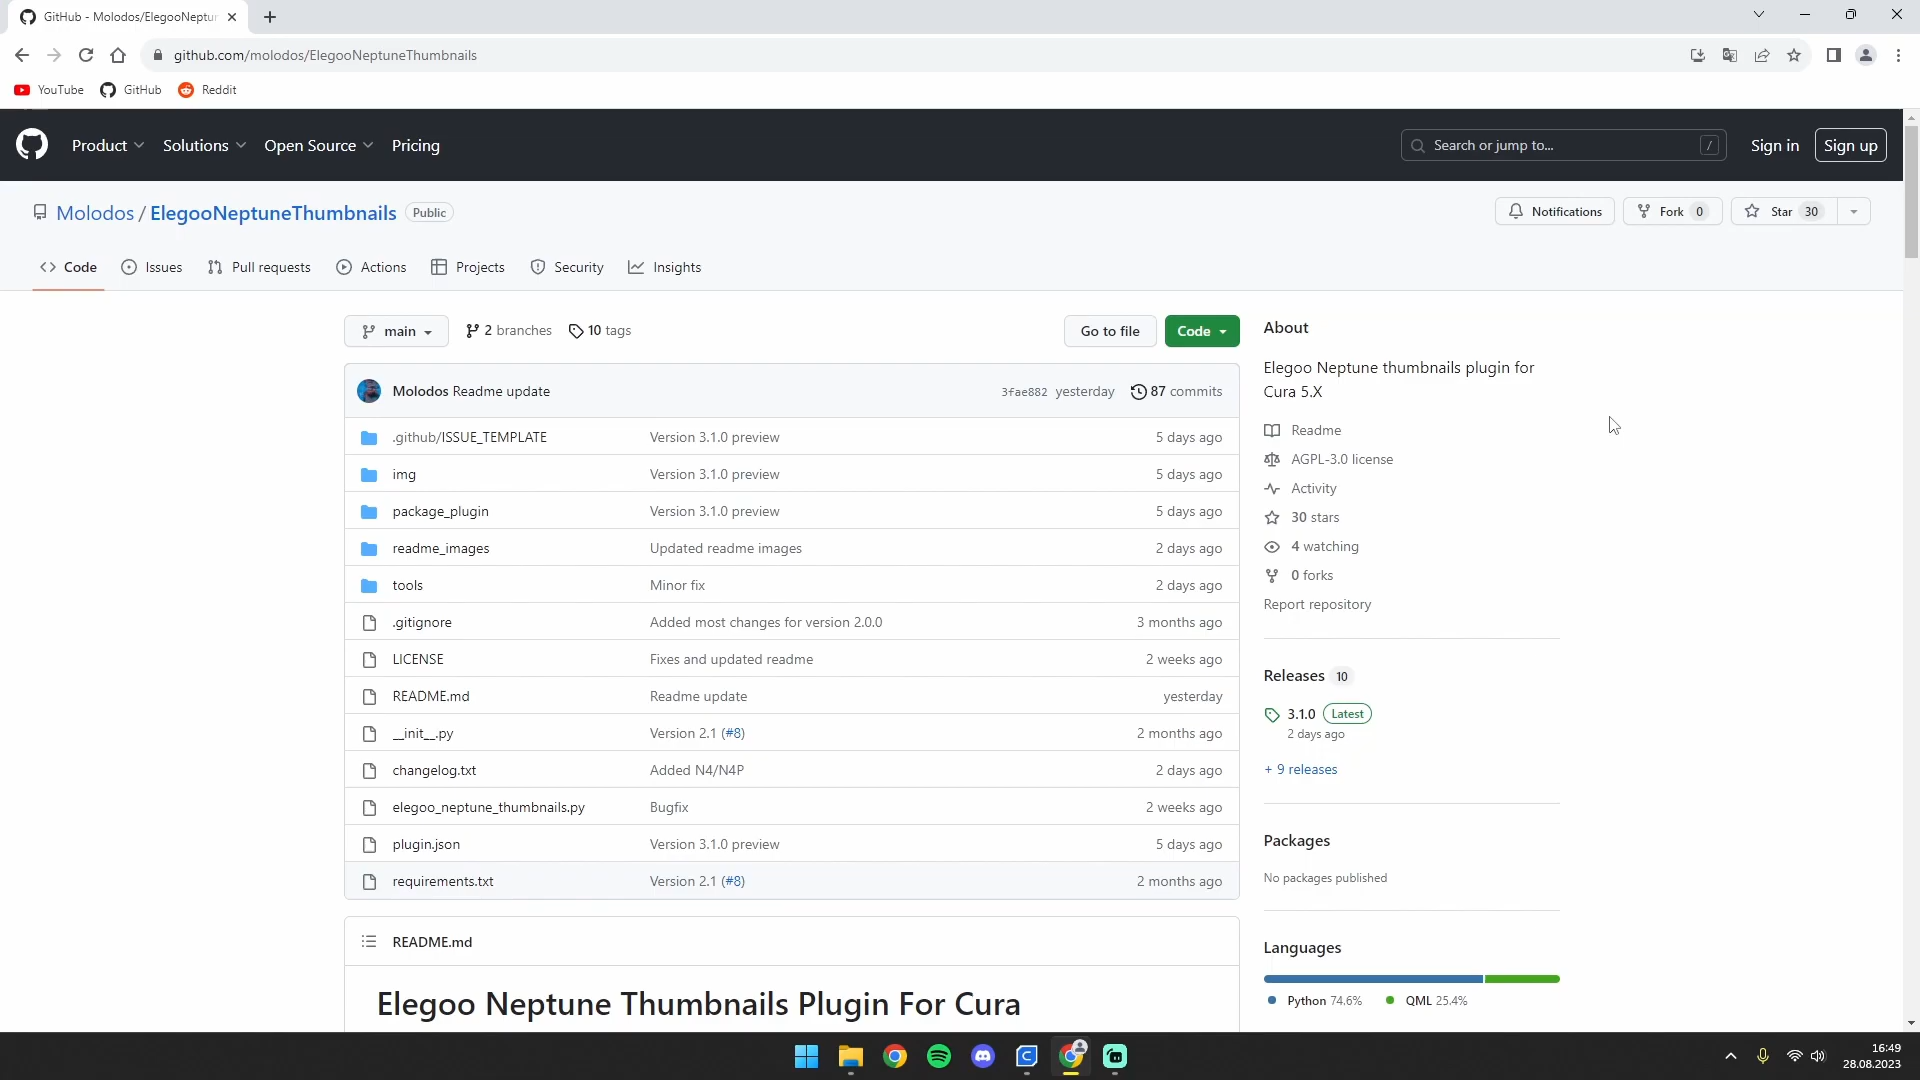 GitHub - Molodos/ElegooNeptun
github.com/molodos/ElegooNeptuneThumbnails
YouTube GitHub Reddit
Product Solutions Open Source Pricing Search or jump to... / Sign in Sign up
Molodos / ElegooNeptuneThumbnails Public Notifications Fork 0 Star 30
Code Issues Pull requests Actions Projects Security Insights
main 2 branches 10 tags Go to file Code
Molodos Readme update 3fae882 yesterday 87 commits
.github/ISSUE_TEMPLATE Version 3.1.0 preview 5 days ago
img Version 3.1.0 preview 5 days ago
package_plugin Version 3.1.0 preview 5 days ago
readme_images Updated readme images 2 days ago
tools Minor fix 2 days ago
.gitignore Added most changes for version 2.0.0 3 months ago
LICENSE Fixes and updated readme 2 weeks ago
README.md Readme update yesterday
__init__.py Version 2.1 (#8) 2 months ago
changelog.txt Added N4/N4P 2 days ago
elegoo_neptune_thumbnails.py Bugfix 2 weeks ago
plugin.json Version 3.1.0 preview 5 days ago
requirements.txt Version 2.1 (#8) 2 months ago
README.md
Elegoo Neptune Thumbnails Plugin For Cura
About
Elegoo Neptune thumbnails plugin for
Cura 5.X
Readme
AGPL-3.0 license
Activity
30 stars
4 watching
0 forks
Report repository
Releases 10
3.1.0 Latest
2 days ago
+ 9 releases
Packages
No packages published
Languages
Python 74.6% QML 25.4%
16:49
28.08.2023